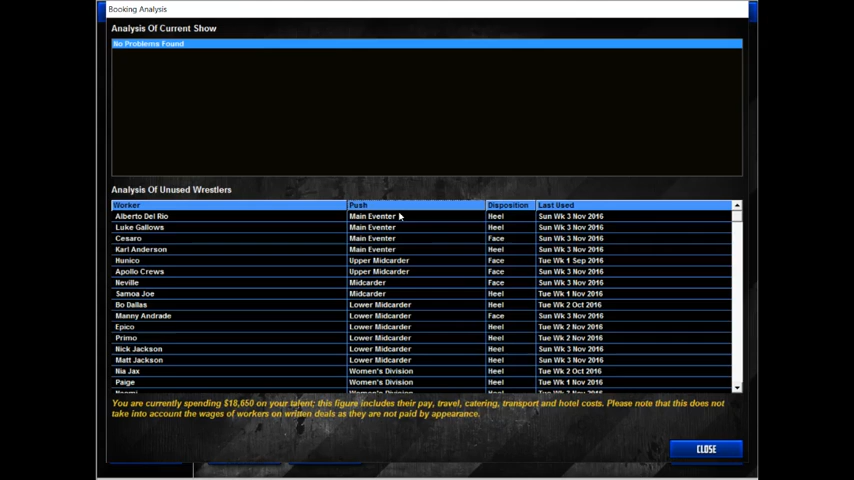 Booking Analysis
Analysis Of Current Show
No Problems Found
Analysis Of Unused Wrestlers
Worker Push Disposition Last Used
Alberto Del Rio Main Eventer Heel Sun Wk 3 Nov 2016
Luke Gallows Main Eventer Heel Sun Wk 3 Nov 2016
Cesaro Main Eventer Face Sun Wk 3 Nov 2016
Karl Anderson Main Eventer Heel Sun Wk 3 Nov 2016
Hunico Upper Midcarder Face Tue Wk 1 Sep 2016
Apollo Crews Upper Midcarder Face Sun Wk 3 Nov 2016
Neville Midcarder Face Sun Wk 3 Nov 2016
Samoa Joe Midcarder Heel Tue Wk 1 Nov 2016
Bo Dallas Lower Midcarder Heel Tue Wk 2 Oct 2016
Manny Andrade Lower Midcarder Face Sun Wk 3 Nov 2016
Epico Lower Midcarder Heel Tue Wk 2 Nov 2016
Primo Lower Midcarder Heel Tue Wk 2 Nov 2016
Nick Jackson Lower Midcarder Heel Sun Wk 3 Nov 2016
Matt Jackson Lower Midcarder Heel Sun Wk 3 Nov 2016
Nia Jax Women's Division Heel Tue Wk 2 Oct 2016
Paige Women's Division Heel Tue Wk 1 Nov 2016
You are currently spending $18,650 on your talent; this figure includes their pay, travel, catering, transport and hotel costs. Please note that this does not
take into account the wages of workers on written deals as they are not paid by appearance.
CLOSE